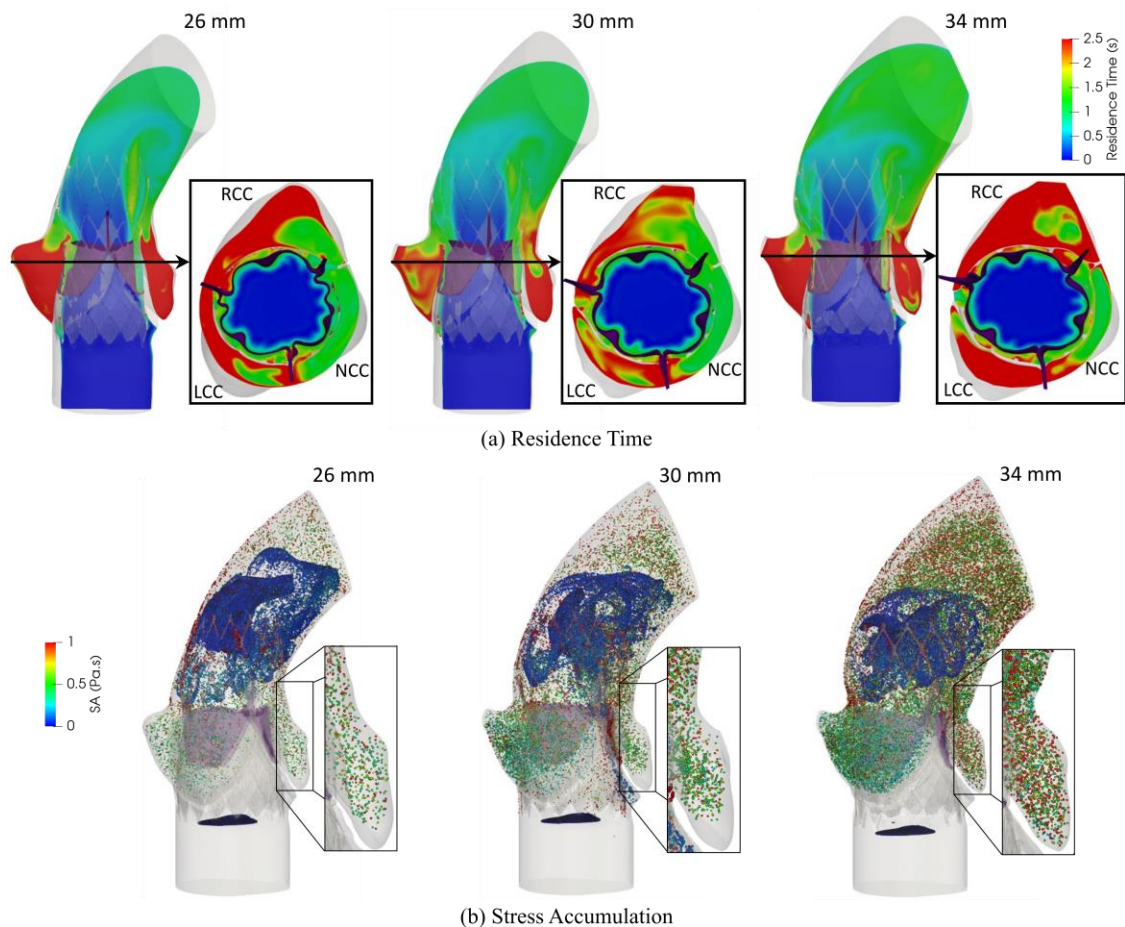 26 mm
30 mm
34 mm
2.5
2
1.5
1
0.5
0
Residence Time (s)
RCC
LCC
NCC
RCC
LCC
NCC
RCC
LCC
NCC
(a) Residence Time
26 mm
30 mm
34 mm
1
0.5
0
SA (Pa.s)
(b) Stress Accumulation